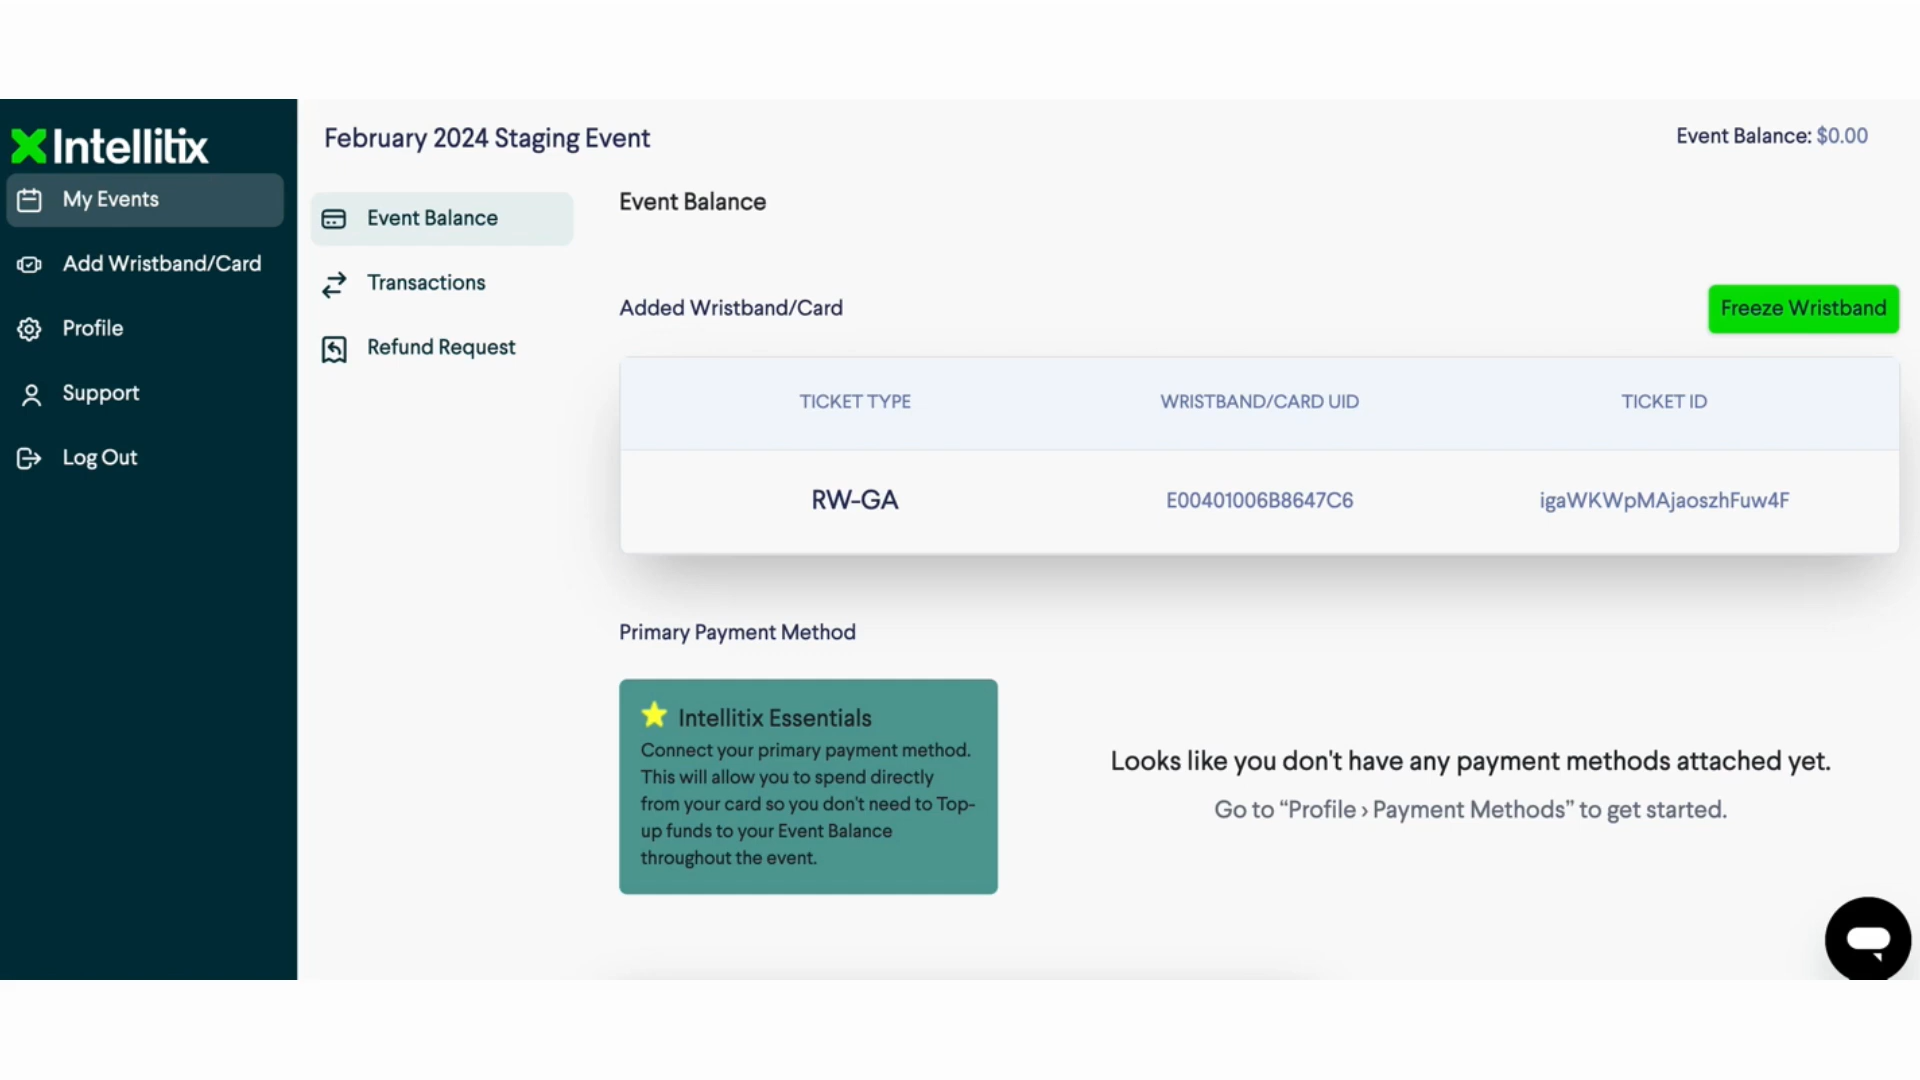 Intellitix
My Events
Add Wristband/Card
Profile
Support
Log Out
February 2024 Staging Event
Event Balance: $0.00
Event Balance
Transactions
Refund Request
Event Balance
Added Wristband/Card
Freeze Wristband
TICKET TYPE WRISTBAND/CARD UID TICKET ID
RW-GA E00401006B8647C6 igaWKWpMAjaoszhFuw4F
Primary Payment Method
Intellitix Essentials
Connect your primary payment method.
This will allow you to spend directly
from your card so you don't need to Top-
up funds to your Event Balance
throughout the event.
Looks like you don't have any payment methods attached yet.
Go to “Profile › Payment Methods” to get started.